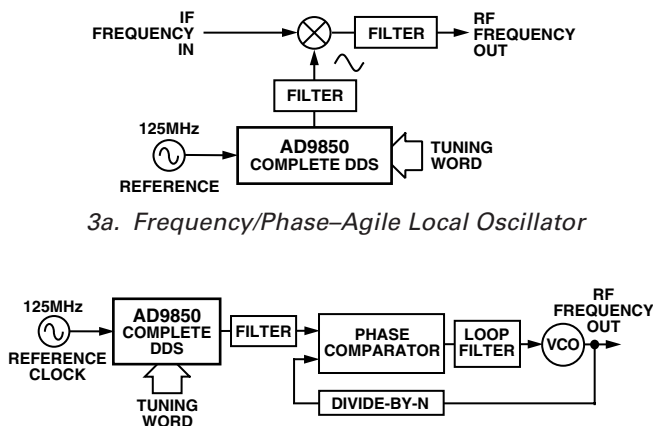 IF
FREQUENCY
IN
FILTER
RF
FREQUENCY
OUT
FILTER
125MHz
REFERENCE
AD9850
COMPLETE DDS
TUNING
WORD
3a. Frequency/Phase–Agile Local Oscillator
125MHz
REFERENCE
CLOCK
AD9850
COMPLETE
DDS
TUNING
WORD
FILTER
PHASE
COMPARATOR
LOOP
FILTER
VCO
RF
FREQUENCY
OUT
DIVIDE-BY-N